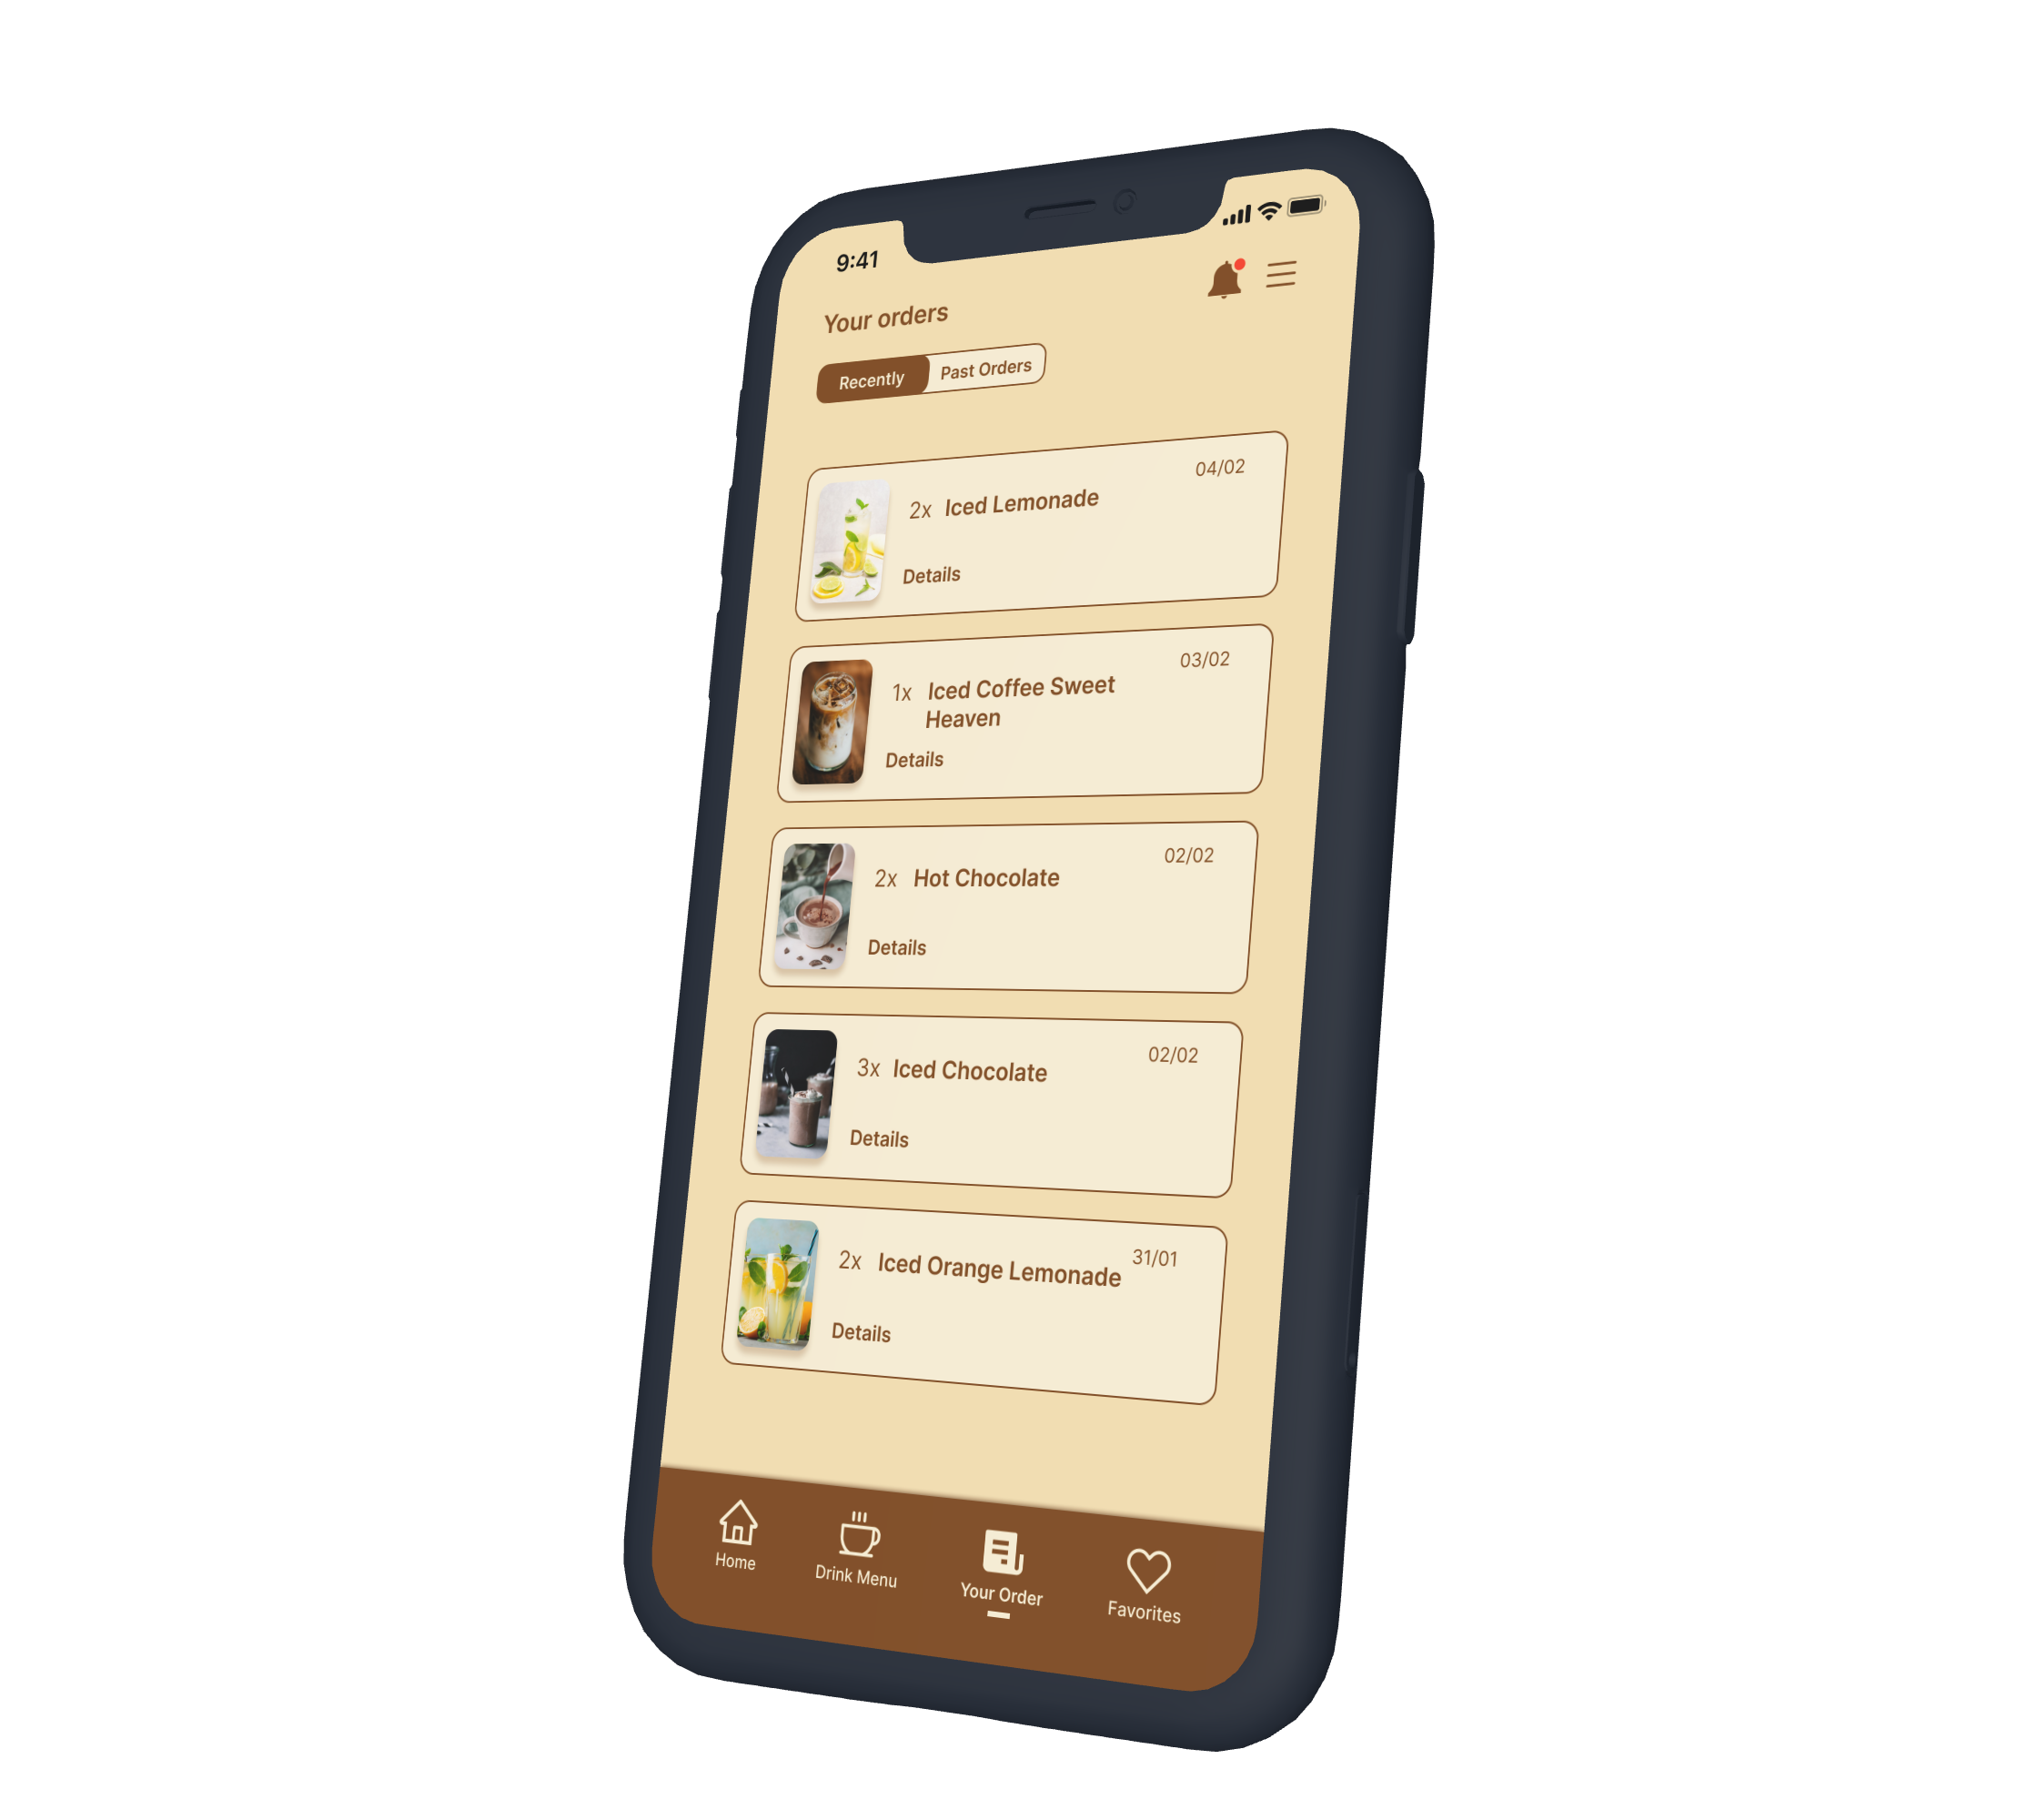 9:41
Your orders
Recently
Past Orders
04/02
2x Iced Lemonade
Details
03/02
1x Iced Coffee Sweet
Heaven
Details
02/02
2x Hot Chocolate
Details
02/02
3x Iced Chocolate
Details
31/01
2x Iced Orange Lemonade
Details
Home
Drink Menu
Your Order
Favorites